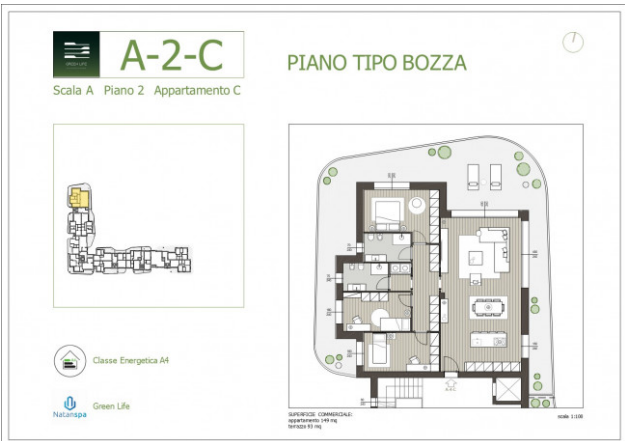 A-2-C
PIANO TIPO BOZZA
Scala A Piano 2 Appartamento C
Classe Energetica A4
Natanspa
Green Life
SUPERFICIE COMMERCIALE:
appartamento 149 mq
terrazza 93 mq
scala 1:100